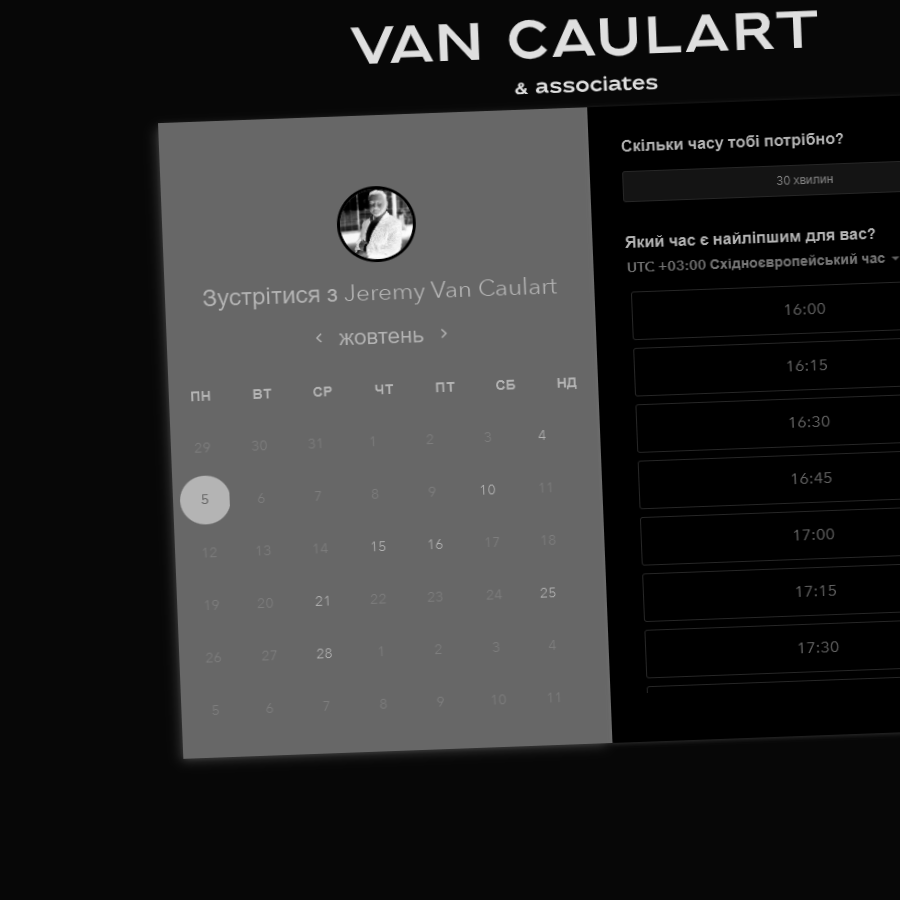 VAN CAULART
& associates
Зустрітися з Jeremy Van Caulart
‹ жовтень ›
ПН ВТ СР ЧТ ПТ СБ НД
29 30 31 1 2 3 4
5 6 7 8 9 10 11
12 13 14 15 16 17 18
19 20 21 22 23 24 25
26 27 28 1 2 3 4
5 6 7 8 9 10 11
Скільки часу тобі потрібно?
30 хвилин
Який час є найліпшим для вас?
UTC +03:00 Східноєвропейський час
16:00
16:15
16:30
16:45
17:00
17:15
17:30